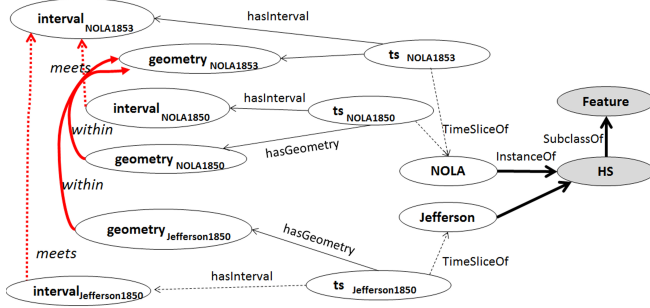 interval NOLA1853
hasInterval
geometry NOLA1853
ts NOLA1853
meets
interval NOLA1850
hasInterval
ts NOLA1850
Feature
within
TimeSliceOf
SubclassOf
geometry NOLA1850
hasGeometry
NOLA
InstanceOf
HS
within
Jefferson
geometry Jefferson1850
hasGeometry
meets
TimeSliceOf
interval Jefferson1850
hasInterval
ts Jefferson1850